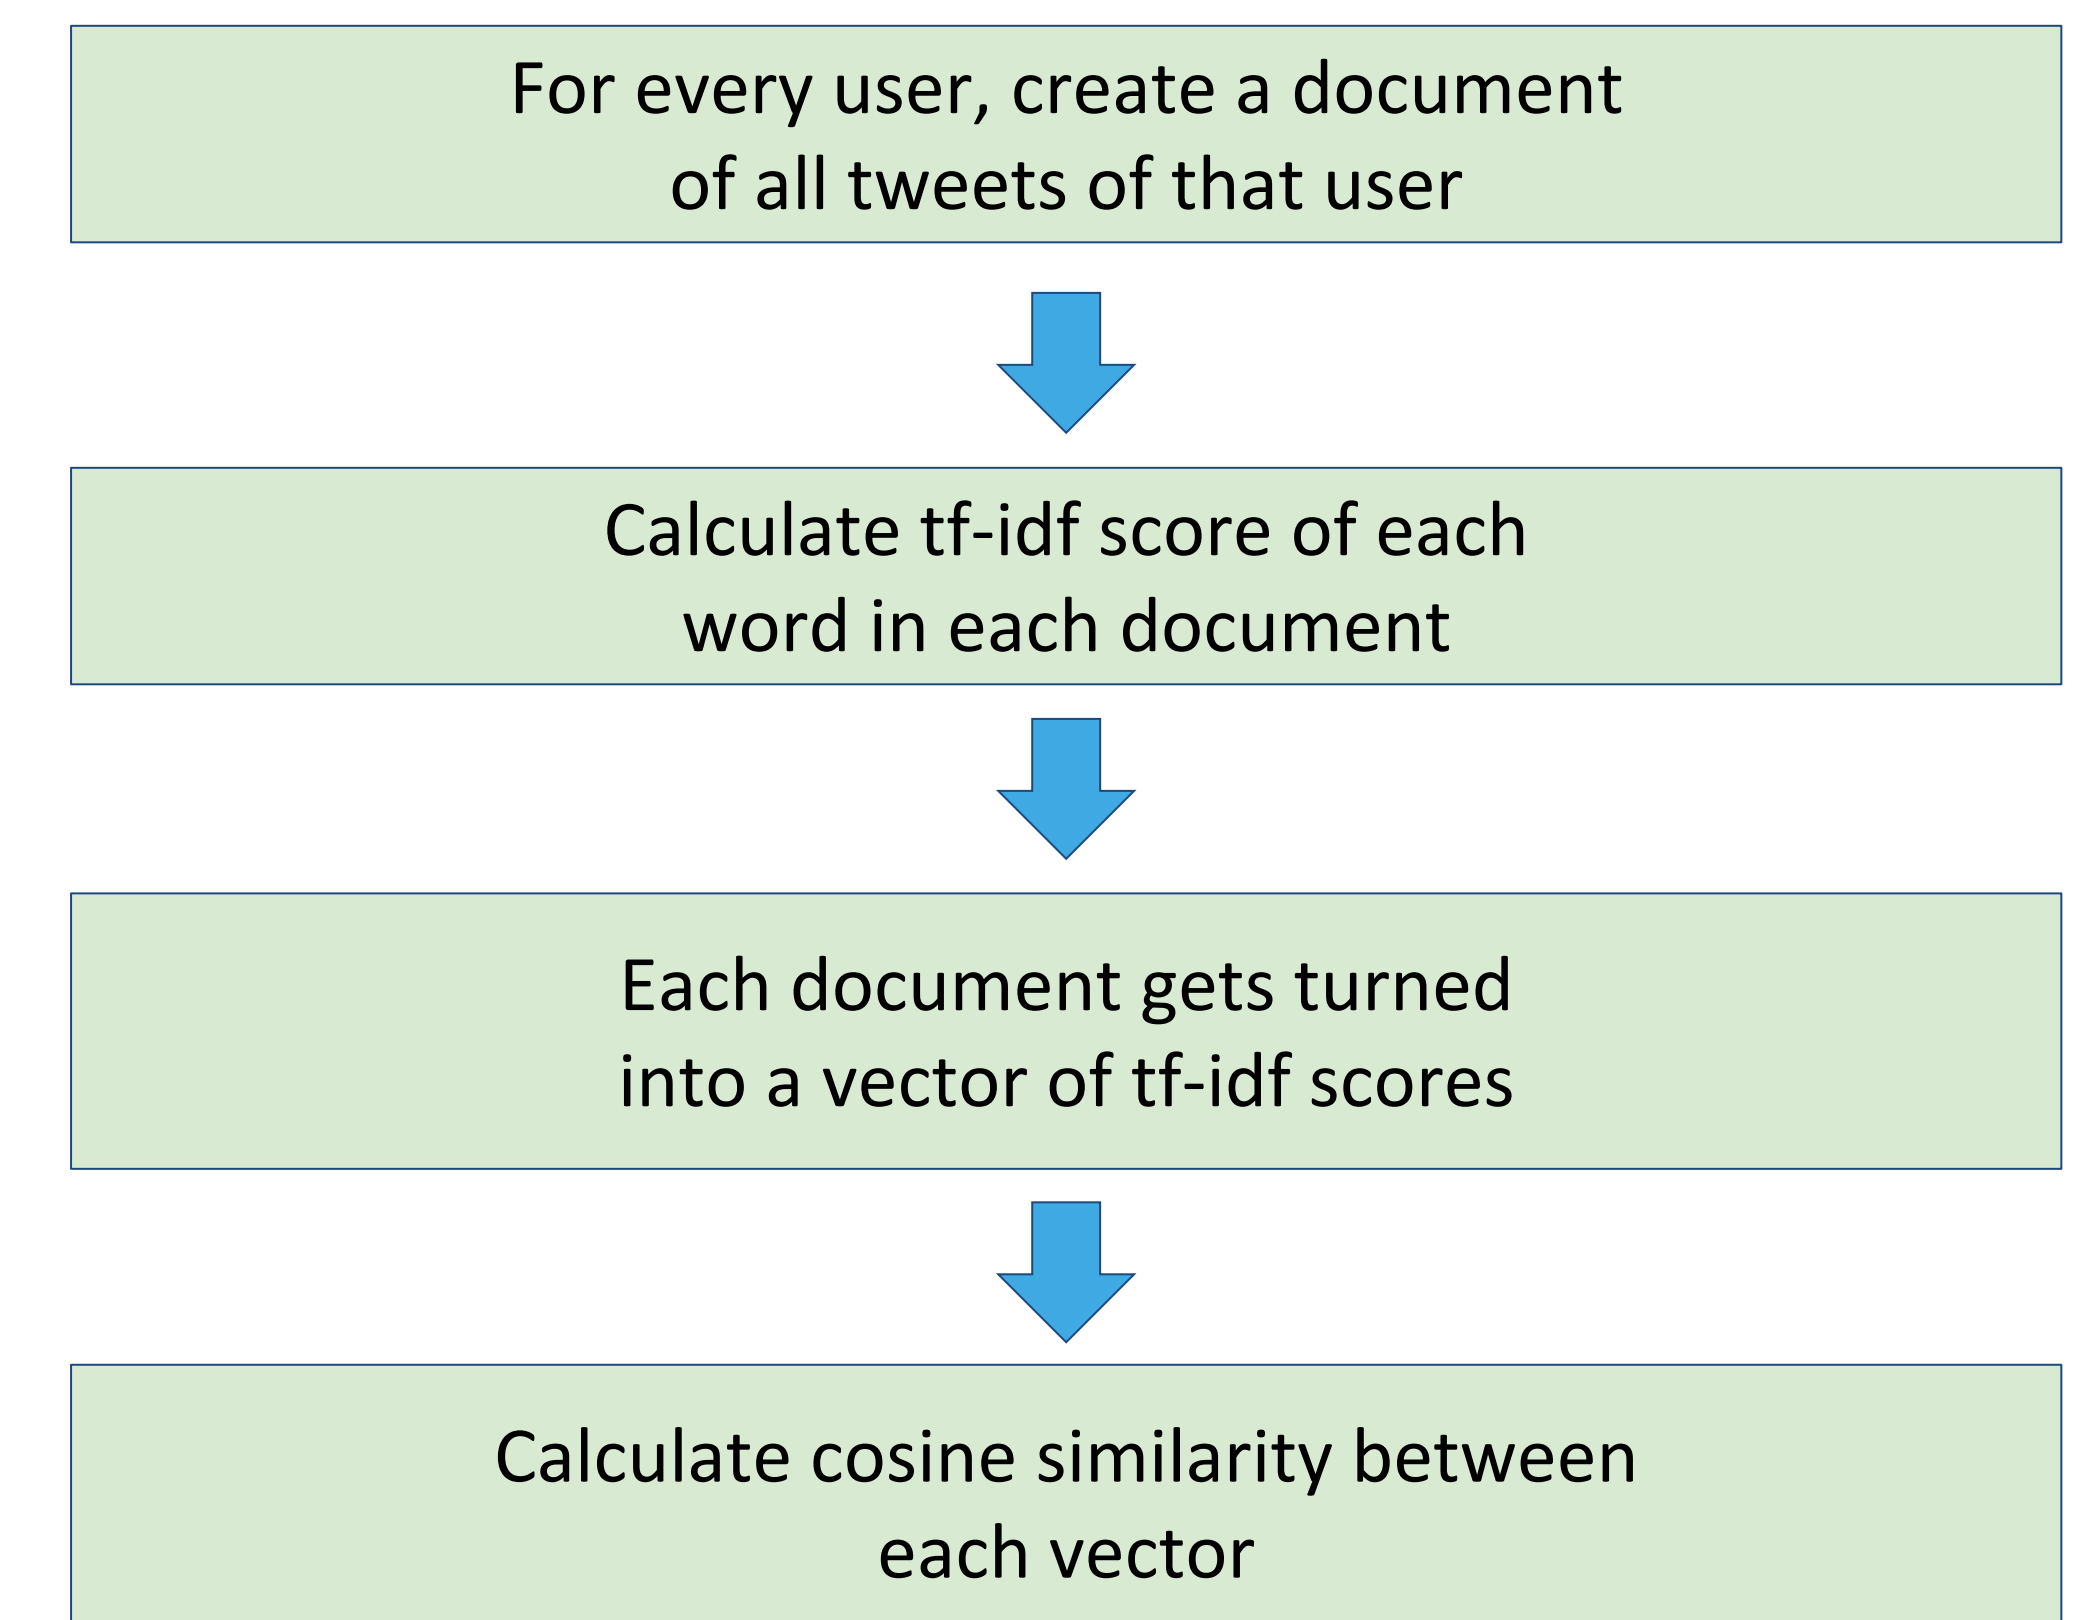 For every user, create a document
of all tweets of that user
Calculate tf-idf score of each
word in each document
Each document gets turned
into a vector of tf-idf scores
Calculate cosine similarity between
each vector